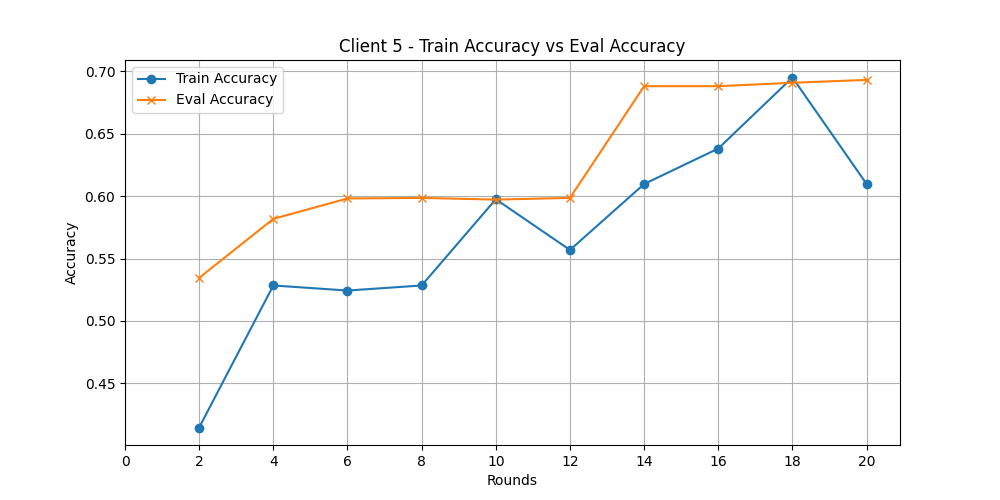 Client 5 - Train Accuracy vs Eval Accuracy
Train Accuracy
Eval Accuracy
Accuracy
0.70
0.65
0.60
0.55
0.50
0.45
0 2 4 6 8 10 12 14 16 18 20
Rounds